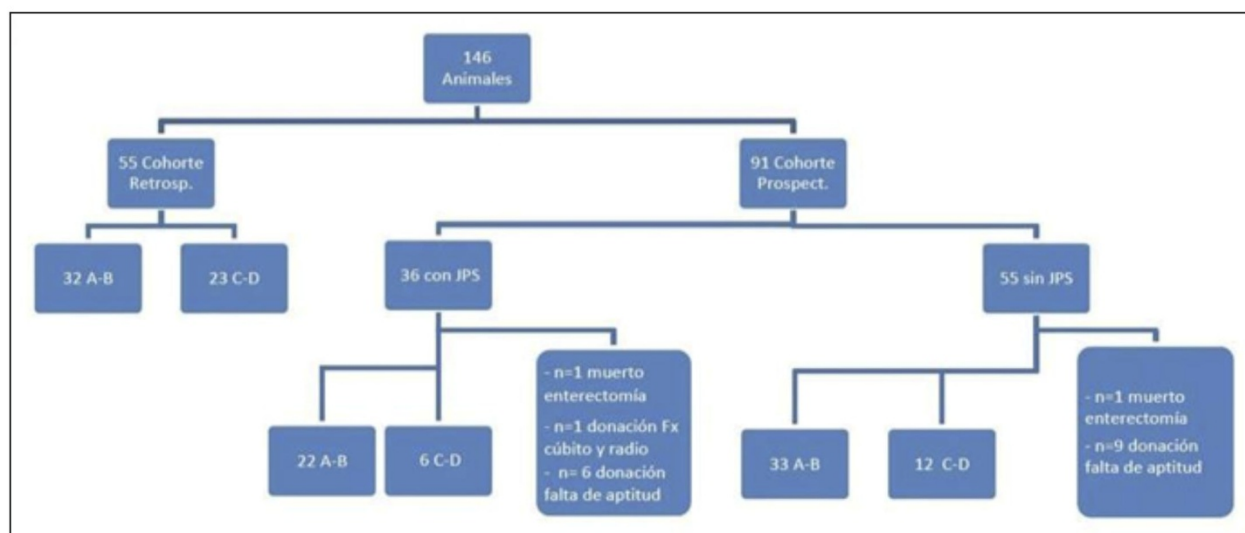 146
Animales
55 Cohorte
Retrosp.
91 Cohorte
Prospect.
32 A-B
23 C-D
36 con JPS
55 sin JPS
22 A-B
6 C-D
- n=1 muerto
enterectomía
- n=1 donación Fx
cúbito y radio
- n= 6 donación
falta de aptitud
33 A-B
12 C-D
- n=1 muerto
enterectomía
- n=9 donación
falta de aptitud